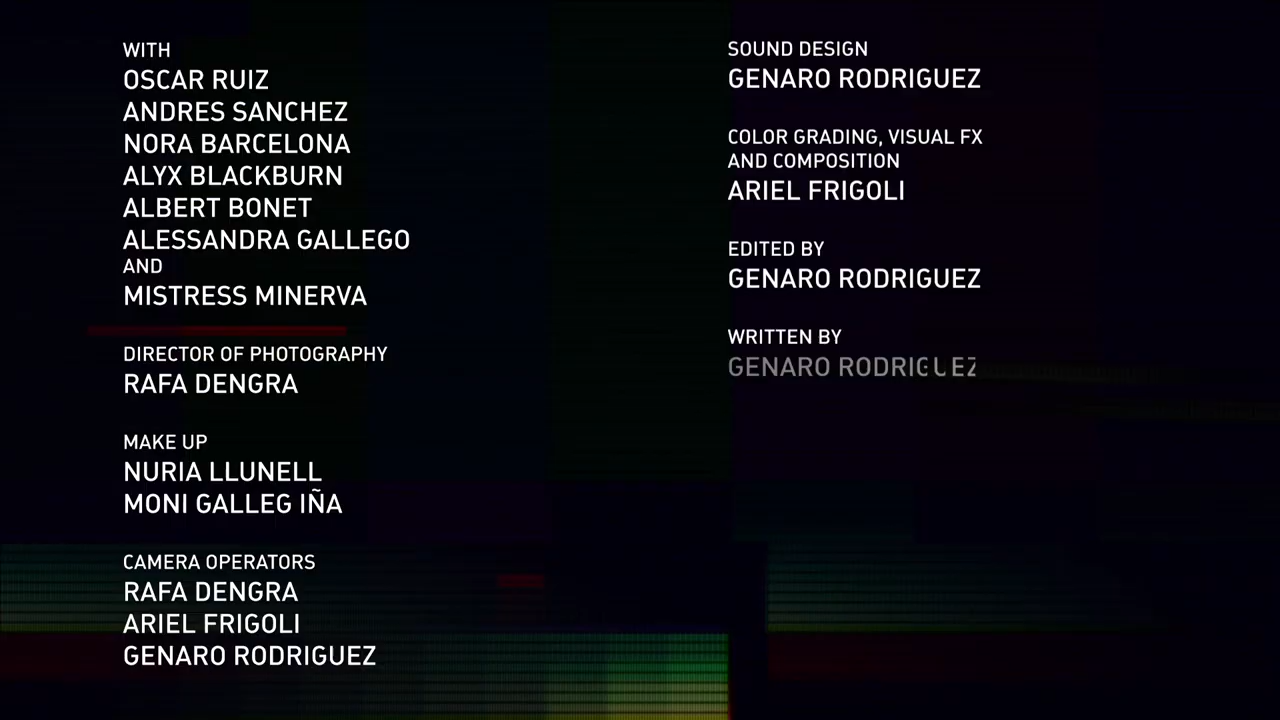 WITH
OSCAR RUIZ
ANDRES SANCHEZ
NORA BARCELONA
ALYX BLACKBURN
ALBERT BONET
ALESSANDRA GALLEGO
AND
MISTRESS MINERVA
DIRECTOR OF PHOTOGRAPHY
RAFA DENGRA
MAKE UP
NURIA LLUNELL
MONI GALLEG IÑA
CAMERA OPERATORS
RAFA DENGRA
ARIEL FRIGOLI
GENARO RODRIGUEZ
SOUND DESIGN
GENARO RODRIGUEZ
COLOR GRADING, VISUAL FX
AND COMPOSITION
ARIEL FRIGOLI
EDITED BY
GENARO RODRIGUEZ
WRITTEN BY
GENARO RODRIGUEZ